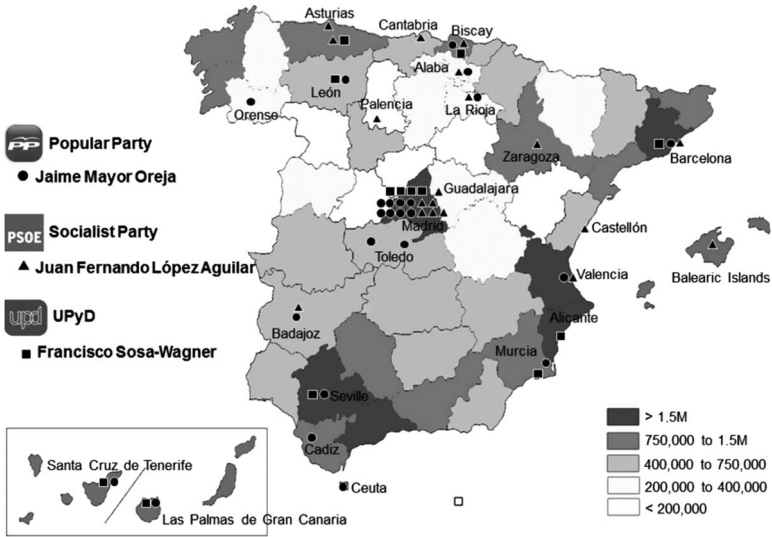 Asturias
Cantabria
Biscay
León
Alaba
Orense
Palencia
La Rioja
PP
Popular Party
Jaime Mayor Oreja
Zaragoza
Barcelona
Guadalajara
Madrid
PSOE
Socialist Party
Juan Fernando López Aguilar
Toledo
Castellón
Valencia
Balearic Islands
upd
UPyD
Francisco Sosa-Wagner
Badajoz
Alicante
Murcia
Seville
Cadiz
Santa Cruz de Tenerife
Las Palmas de Gran Canaria
Ceuta
> 1.5M
750,000 to 1.5M
400,000 to 750,000
200,000 to 400,000
< 200,000